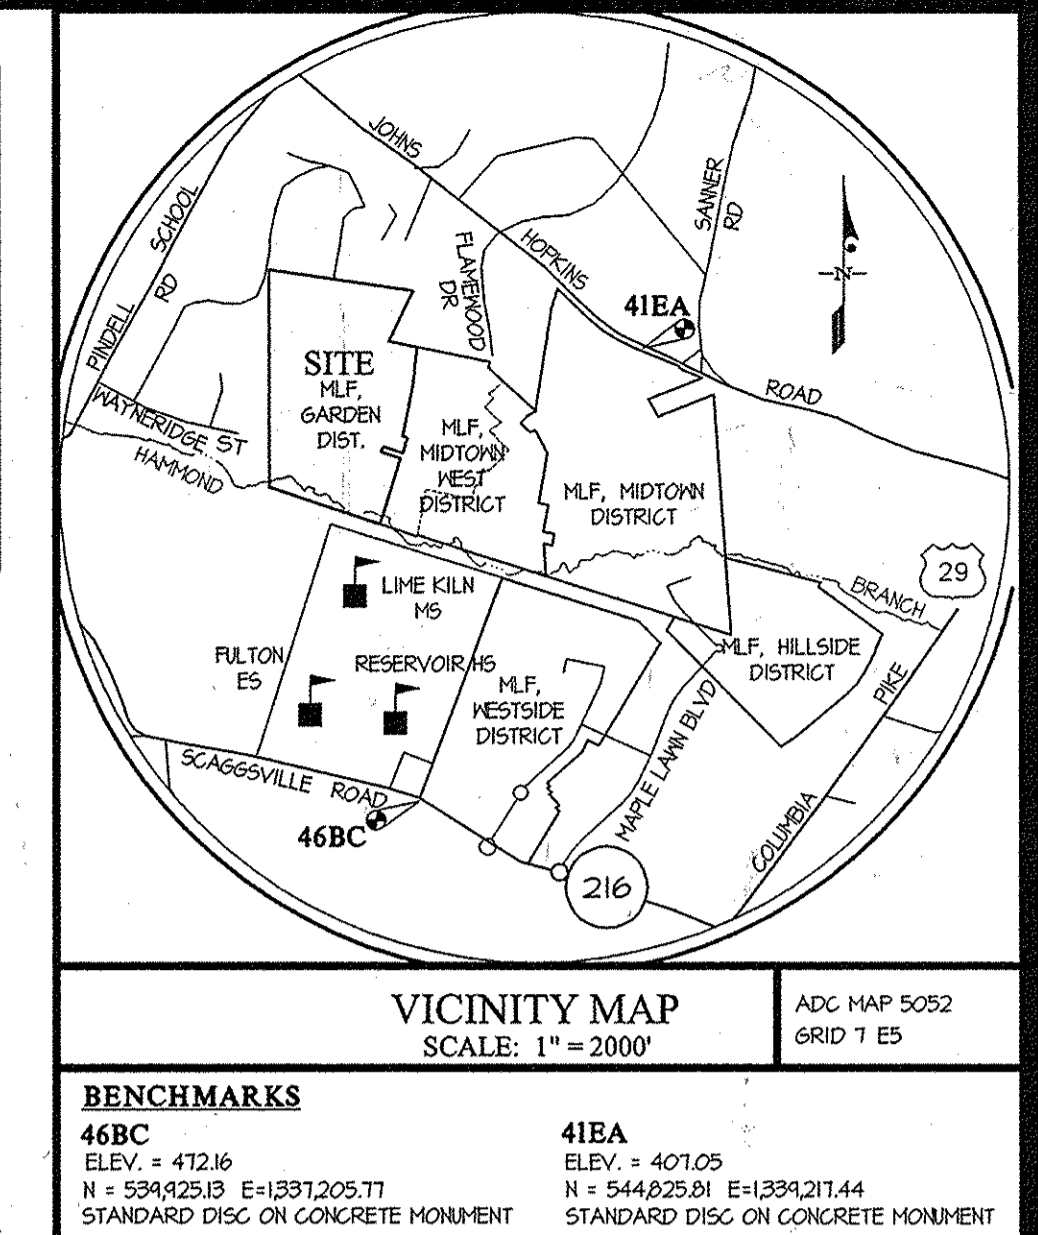 JOHNS
HOPKINS
ROAD
SANNER
RD
PINDELL
SCHOOL
RD
FLAMEWOOD
DR
N
41EA
SITE
MLF,
GARDEN
DIST.
WAYNERIDGE ST
HAMMOND
MLF,
MIDTOWN
WEST
DISTRICT
MLF, MIDTOWN
DISTRICT
29
BRANCH
LIME KILN
MS
FULTON
ES
RESERVOIR HS
MLF,
WESTSIDE
DISTRICT
MLF, HILLSIDE
DISTRICT
MAPLE LAWN BLVD
COLUMBIA
PIKE
SCAGGSVILLE ROAD
46BC
216
VICINITY MAP
SCALE: 1" = 2000'
ADC MAP 5052
GRID 7 E5
BENCHMARKS
46BC
ELEV. = 472.16
N = 539,925.13 E=1,337,205.77
STANDARD DISC ON CONCRETE MONUMENT
41EA
ELEV. = 407.05
N = 544,825.81 E=1,339,217.44
STANDARD DISC ON CONCRETE MONUMENT